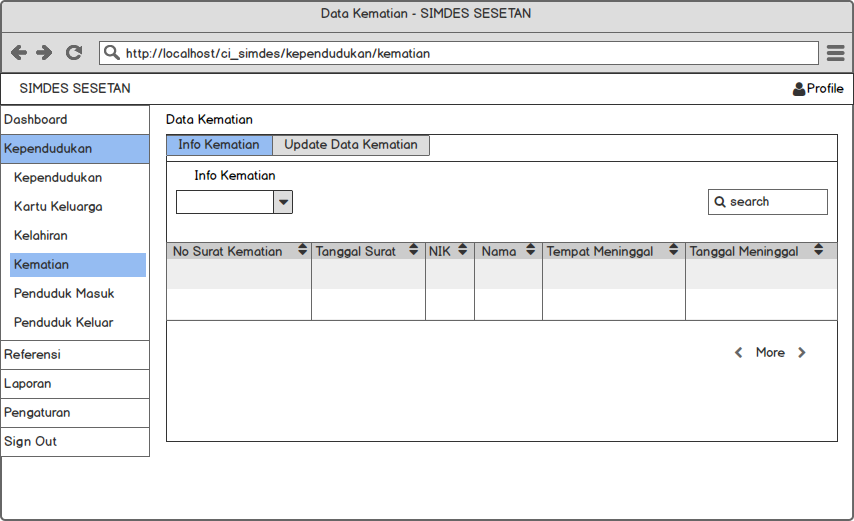 Data Kematian - SIMDES SESETAN
http://localhost/ci_simdes/kependudukan/kematian
SIMDES SESETAN
Profile
Dashboard
Kependudukan
Kependudukan
Kartu Keluarga
Kelahiran
Kematian
Penduduk Masuk
Penduduk Keluar
Referensi
Laporan
Pengaturan
Sign Out
Data Kematian
Info Kematian Update Data Kematian
Info Kematian
search
No Surat Kematian Tanggal Surat NIK Nama Tempat Meninggal Tanggal Meninggal
More